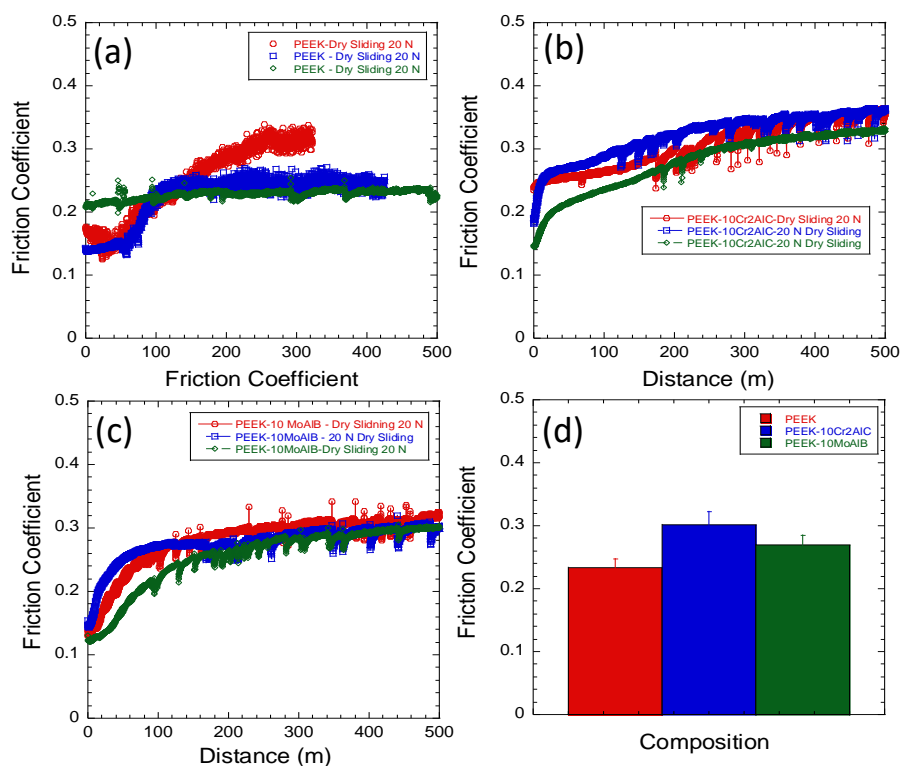 (a)
PEEK-Dry Sliding 20 N
PEEK - Dry Sliding 20 N
PEEK - Dry Sliding 20 N
Friction Coefficient
0.5
0.4
0.3
0.2
0.1
0
0 100 200 300 400 500
Friction Coefficient
(b)
PEEK-10Cr2AlC-Dry Sliding 20 N
PEEK-10Cr2AlC-20 N Dry Sliding
PEEK-10Cr2AlC-20 N Dry Sliding
Friction Coefficient
0.5
0.4
0.3
0.2
0.1
0
0 100 200 300 400 500
Distance (m)
(c)
PEEK-10 MoAlB - Dry Slidning 20 N
PEEK-10MoAlB - 20 N Dry Sliding
PEEK-10MoAlB-Dry Sliding 20 N
Friction Coefficient
0.5
0.4
0.3
0.2
0.1
0
0 100 200 300 400 500
Distance (m)
(d)
PEEK
PEEK-10Cr2AlC
PEEK-10MoAlB
Friction Coefficient
0.5
0.4
0.3
0.2
0.1
0
Composition